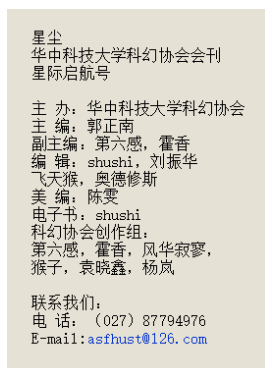 星尘
华中科技大学科幻协会会刊
星际启航号
主 办：华中科技大学科幻协会
主 编：郭正南
副主编：第六感，霍香
编 辑：shushi，刘振华
飞天猴，奥德修斯
美 编：陈雯
电子书：shushi
科幻协会创作组：
第六感，霍香，风华寂寥，
猴子，袁晓鑫，杨岚
联系我们：
电 话：（027）87794976
E-mail:asfhust@126.com